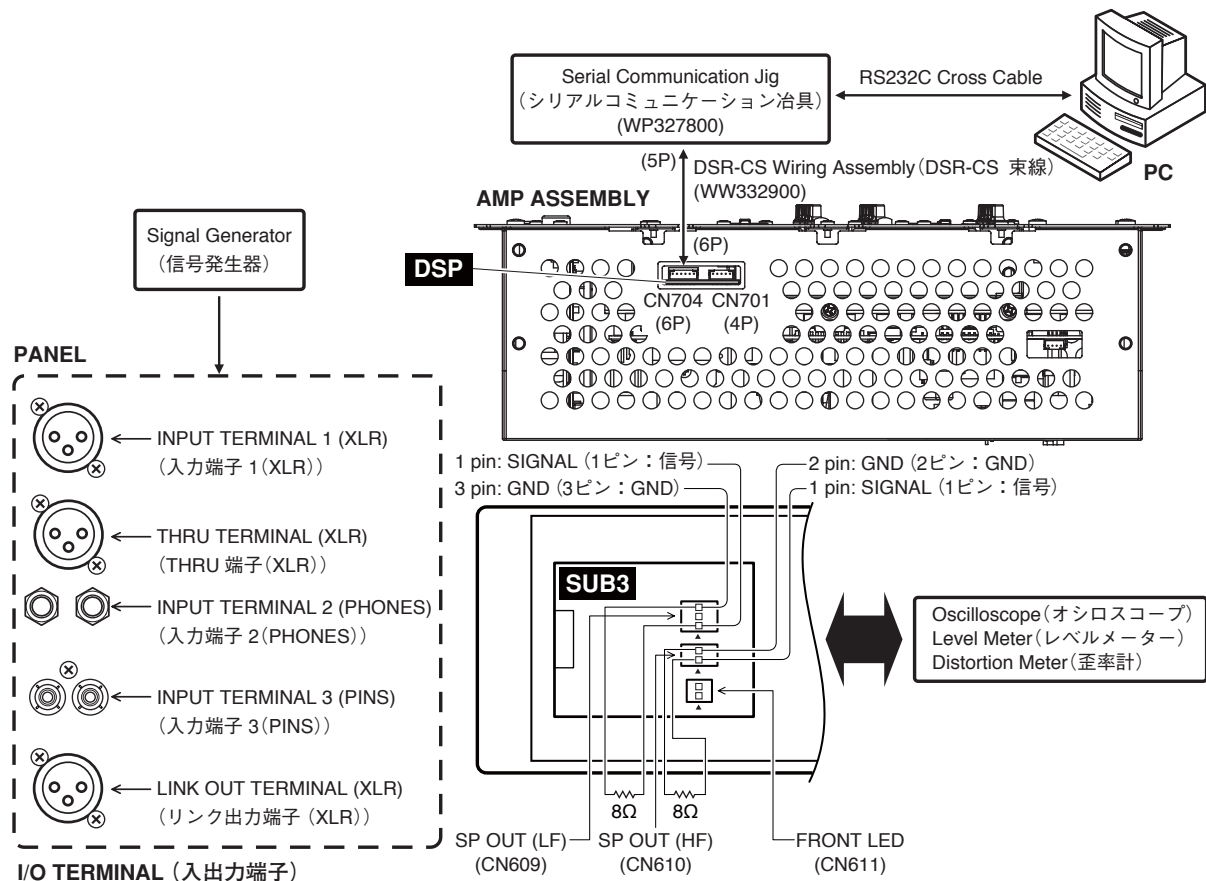 Serial Communication Jig
（シリアルコミュニケーション冶具）
(WP327800)
RS232C Cross Cable
PC
(5P)
DSR-CS Wiring Assembly（DSR-CS 束線）
(WW332900)
AMP ASSEMBLY
(6P)
DSP
CN704 CN701
(6P) (4P)
Signal Generator
（信号発生器）
PANEL
INPUT TERMINAL 1 (XLR)
（入力端子 1（XLR））
THRU TERMINAL (XLR)
（THRU 端子（XLR））
INPUT TERMINAL 2 (PHONES)
（入力端子 2（PHONES））
INPUT TERMINAL 3 (PINS)
（入力端子 3（PINS））
LINK OUT TERMINAL (XLR)
（リンク出力端子（XLR））
I/O TERMINAL（入出力端子）
1 pin: SIGNAL（1ピン：信号）
3 pin: GND（3ピン：GND）
2 pin: GND（2ピン：GND）
1 pin: SIGNAL（1ピン：信号）
SUB3
8Ω
8Ω
SP OUT (LF)
(CN609)
SP OUT (HF)
(CN610)
FRONT LED
(CN611)
Oscilloscope（オシロスコープ）
Level Meter（レベルメーター）
Distortion Meter（歪率計）